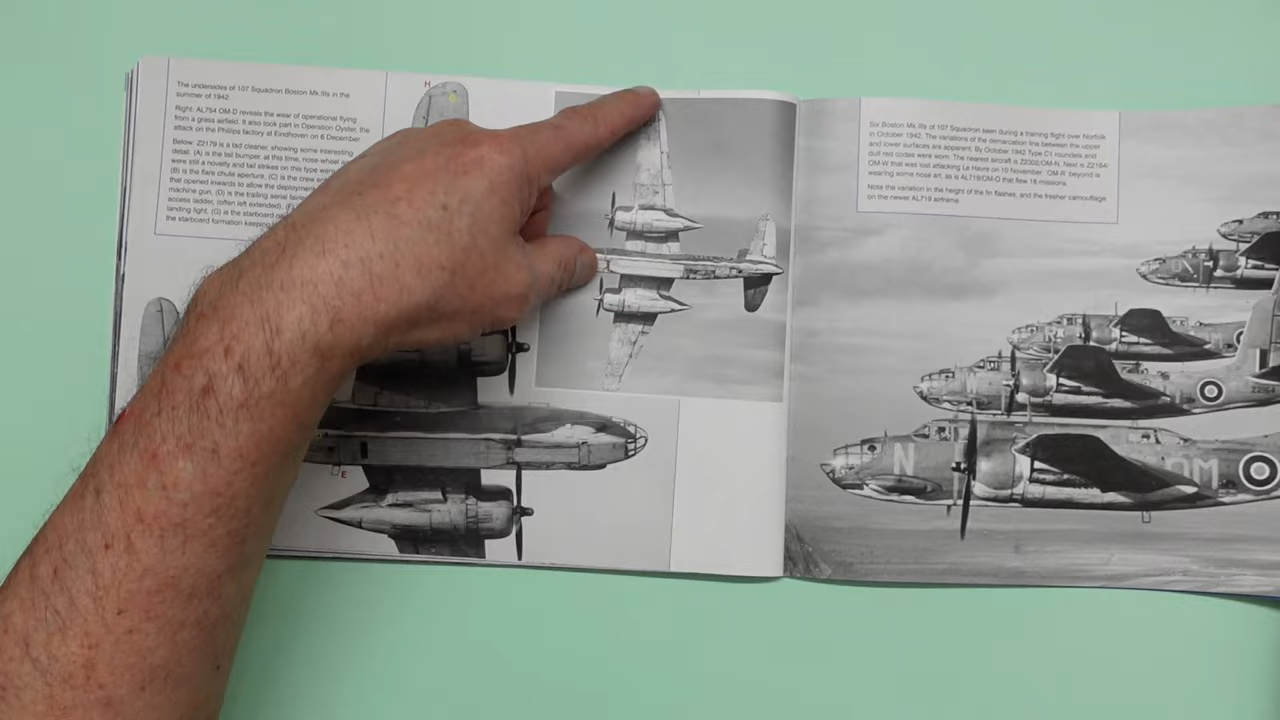 The undersides of 107 Squadron Boston Mk.IIIs in the
summer of 1942.
Right: AL754 OM-D reveals the wear of operational flying
from a grass airfield. It also took part in Operation Oyster, the
attack on the Phillips factory at Eindhoven on 6 December
Below: Z2179 is a tad cleaner, showing some interesting
detail: (A) is the tail bumper, at this time, nose wheel
were still a novelty and tail strikes on this type were
(B) is the flare chute aperture, (C) is the crew
that opened inwards to allow the deployment
machine gun, (D) is the trailing aerial
access ladder, (often left extended), (F)
landing light, (G) is the starboard
the starboard formation keeping
H
G
E
Six Boston Mk.IIIs of 107 Squadron seen during a training flight over Norfolk
in October 1942. The variations of the demarcation line between the upper
and lower surfaces are apparent. By October 1942 Type C1 roundels and
dull red codes were worn. The nearest aircraft is Z2302/OM-N. Next is Z2164/
OM-W that was lost attacking Le Havre on 10 November. 'OM-R' beyond is
wearing some nose art, as is AL719/OM-O that flew 18 missions.
Note the variation in the height of the fin flashes, and the fresher camouflage
on the newer AL719 airframe
Z2164
N
OM